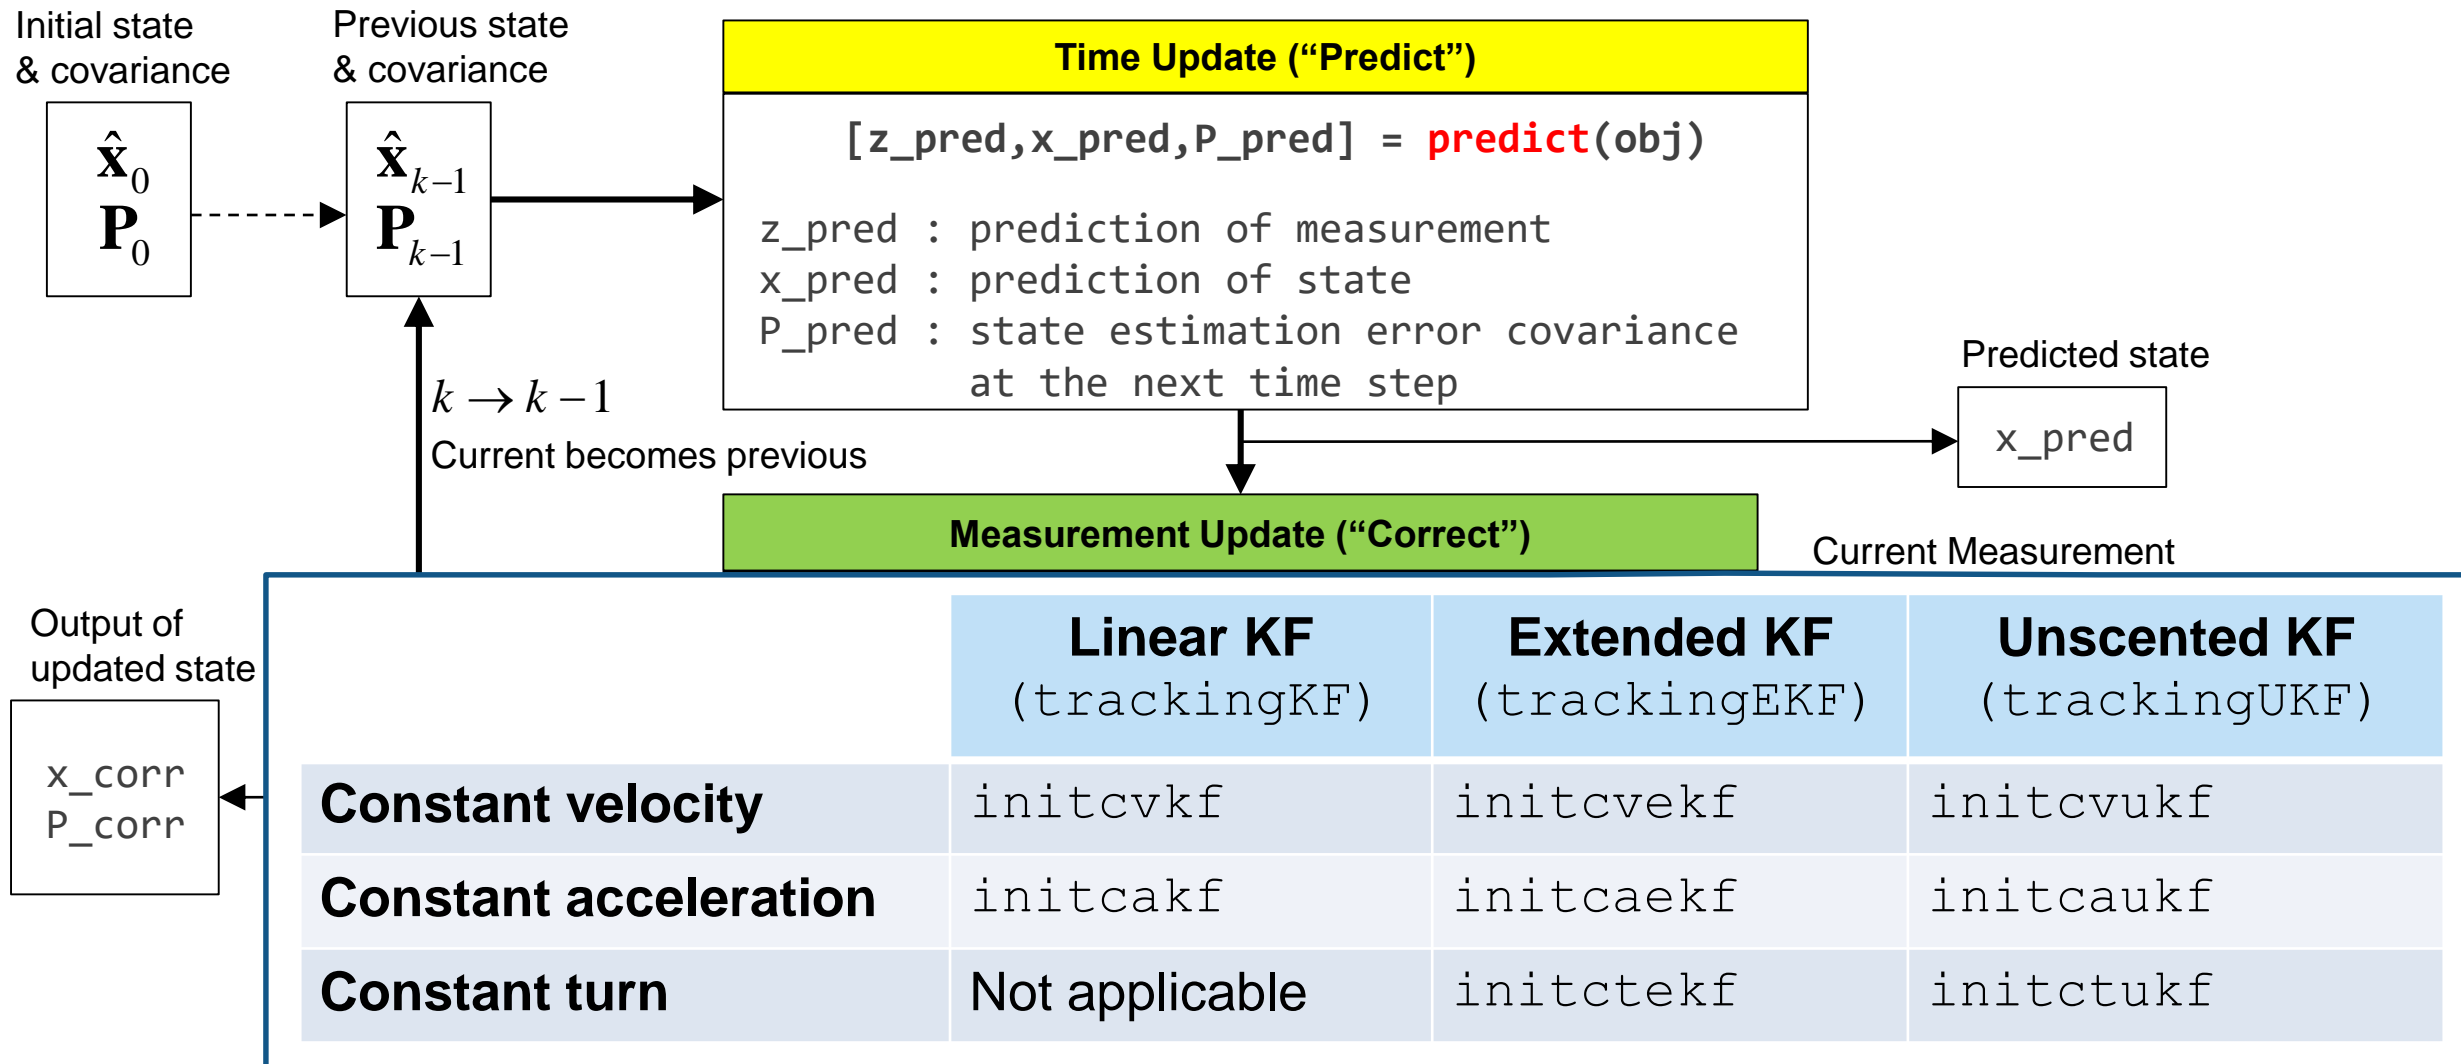 Initial state
& covariance
x̂0
P0
Previous state
& covariance
x̂k−1
Pk−1
Time Update (“Predict”)
[z_pred,x_pred,P_pred] = predict(obj)
z_pred : prediction of measurement
x_pred : prediction of state
P_pred : state estimation error covariance
at the next time step
Predicted state
x_pred
k → k − 1
Current becomes previous
Measurement Update (“Correct”)
Current Measurement
Output of
updated state
x_corr
P_corr
Linear KF
(trackingKF)
Extended KF
(trackingEKF)
Unscented KF
(trackingUKF)
Constant velocity initcvkf initcvekf initcvukf
Constant acceleration initcakf initcaekf initcaukf
Constant turn Not applicable initctekf initctukf